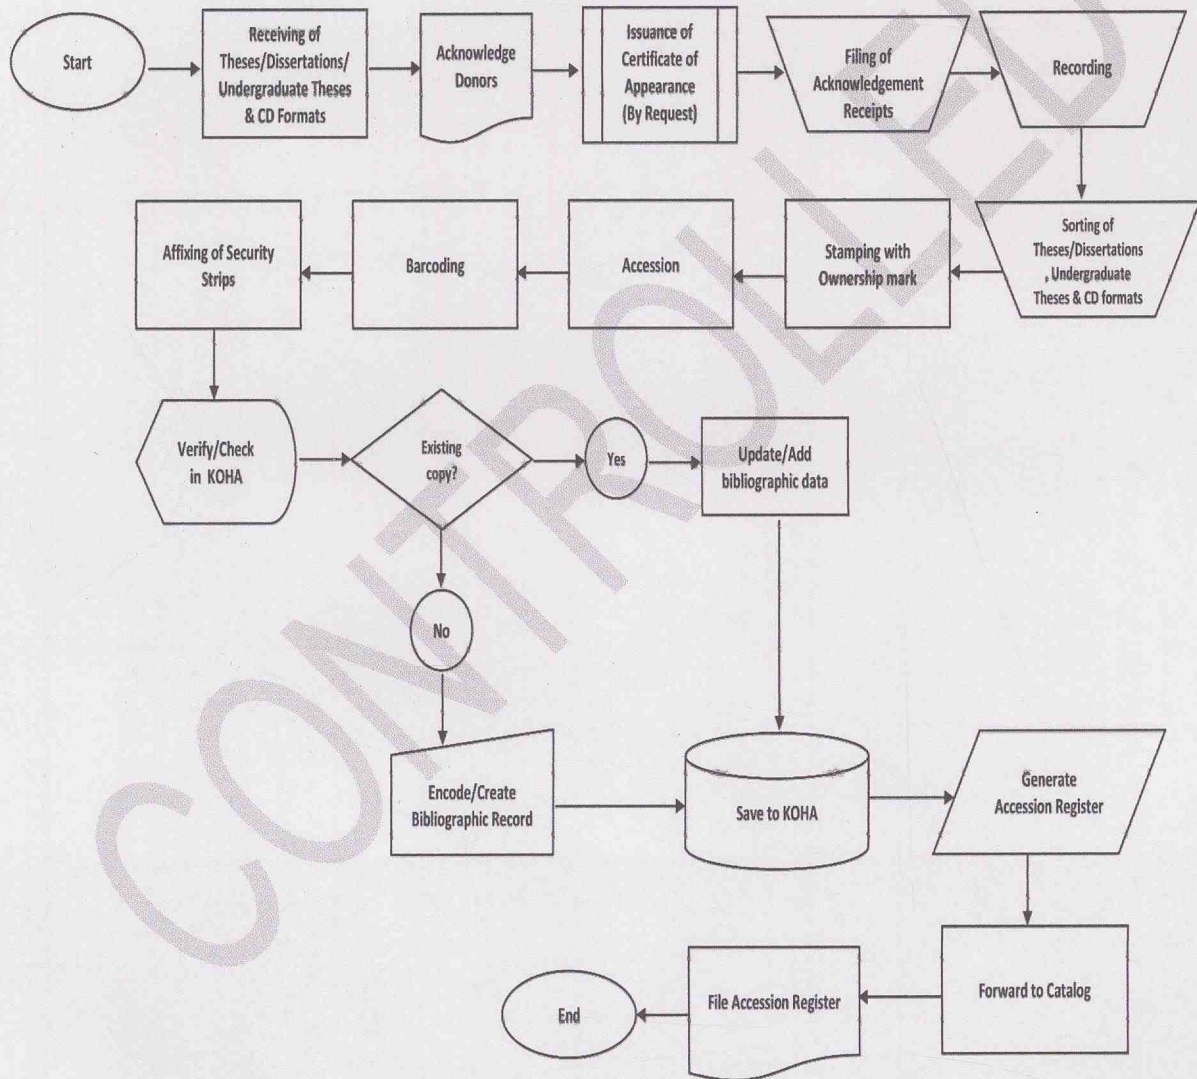 Start
Receiving of
Theses/Dissertations/
Undergraduate Theses
& CD Formats
Acknowledge
Donors
Issuance of
Certificate of
Appearance
(By Request)
Filing of
Acknowledgement
Receipts
Recording
Sorting of
Theses/Dissertations
, Undergraduate
Theses & CD formats
Stamping with
Ownership mark
Accession
Barcoding
Affixing of Security
Strips
Verify/Check
in KOHA
Existing
copy?
Yes
Update/Add
bibliographic data
No
Encode/Create
Bibliographic Record
Save to KOHA
Generate
Accession Register
Forward to Catalog
File Accession Register
End
CONTROLLED